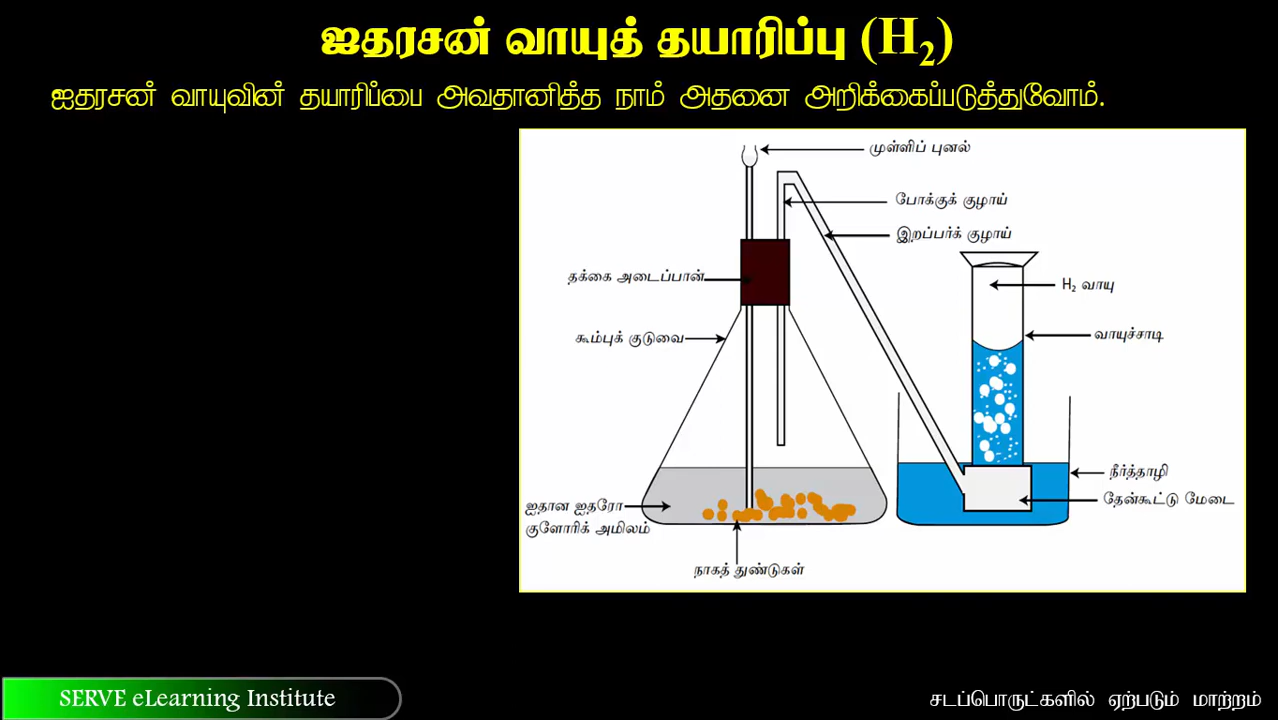 ஐதரசன் வாயுத் தயாரிப்பு (H₂)
ஐதரசன் வாயுவின் தயாரிப்பை அவதானித்த நாம் அதனை அறிக்கைப்படுத்துவோம்.
முள்ளிப் புனல்
போக்குக் குழாய்
இறப்பர்க் குழாய்
தக்கை அடைப்பான்
H₂ வாயு
கூம்புக் குடுவை
வாயுச்சாடி
நீர்த்தாழி
தேன்கூட்டு மேடை
ஐதான ஐதரோ
குளோரிக் அமிலம்
நாகத் துண்டுகள்
SERVE eLearning Institute
சடப்பொருட்களில் ஏற்படும் மாற்றம்